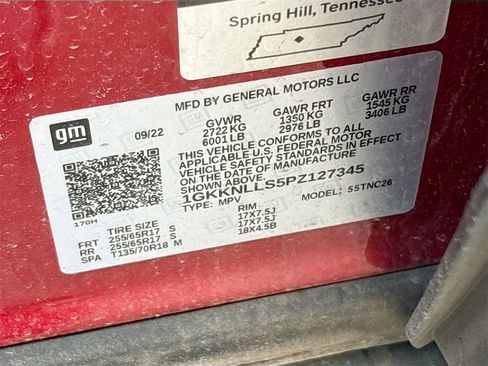 Spring Hill, Tennessee
MFD BY GENERAL MOTORS LLC
gm
09/22
GVWR GAWR FRT GAWR RR
2722 KG 1350 KG 1545 KG
6001 LB 2976 LB 3406 LB
THIS VEHICLE CONFORMS TO ALL
APPLICABLE U.S. FEDERAL MOTOR
VEHICLE SAFETY STANDARDS IN EFFECT
ON THE DATE OF MANUFACTURE
SHOWN ABOVE.
1GKKNLLS5PZ127345
TYPE: MPV MODEL: 55TNC26
170H
TIRE SIZE RIM
FRT 255/65R17 S 17X7.5J
RR 255/65R17 S 17X7.5J
SPA T135/70R18 M 18X4.5B